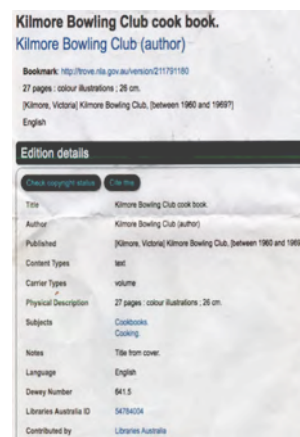 Kilmore Bowling Club cook book.
Kilmore Bowling Club (author)
Bookmark: http://trove.nla.gov.au/version/211791180
27 pages : colour illustrations ; 26 cm.
[Kilmore, Victoria] Kilmore Bowling Club, [between 1960 and 1969?]
English
Edition details
Check copyright status Cite this
Title Kilmore Bowling Club cook book.
Author Kilmore Bowling Club (author)
Published [Kilmore, Victoria] Kilmore Bowling Club, [between 1960 and 1969
Content Types text
Carrier Types volume
Physical Description 27 pages : colour illustrations ; 26 cm.
Subjects Cookbooks.
Cooking.
Notes Title from cover.
Language English
Dewey Number 641.5
Libraries Australia ID 54784004
Contributed by Libraries Australia